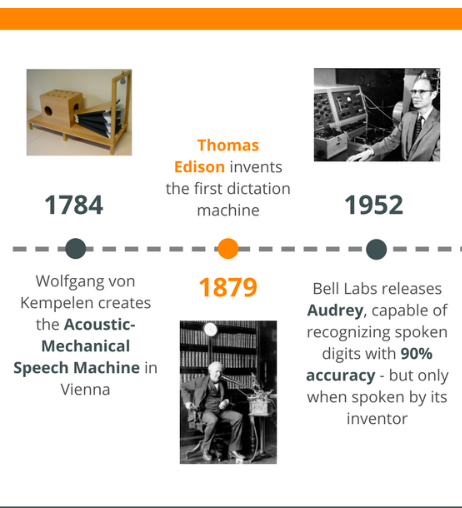 1784
Wolfgang von
Kempelen creates
the Acoustic-
Mechanical
Speech Machine in
Vienna
Thomas
Edison invents
the first dictation
machine
1879
1952
Bell Labs releases
Audrey, capable of
recognizing spoken
digits with 90%
accuracy - but only
when spoken by its
inventor